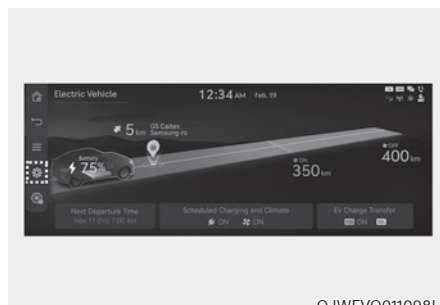 Electric Vehicle
12:34 AM Feb. 19
5 km
GS Caltex
Samsung-ro
Battery
75%
ON
350 km
OFF
400 km
Next Departure Time
Nov. 11 (Fri) 7:00 AM
Scheduled Charging and Climate
ON ON
EV Charge Transfer
ON